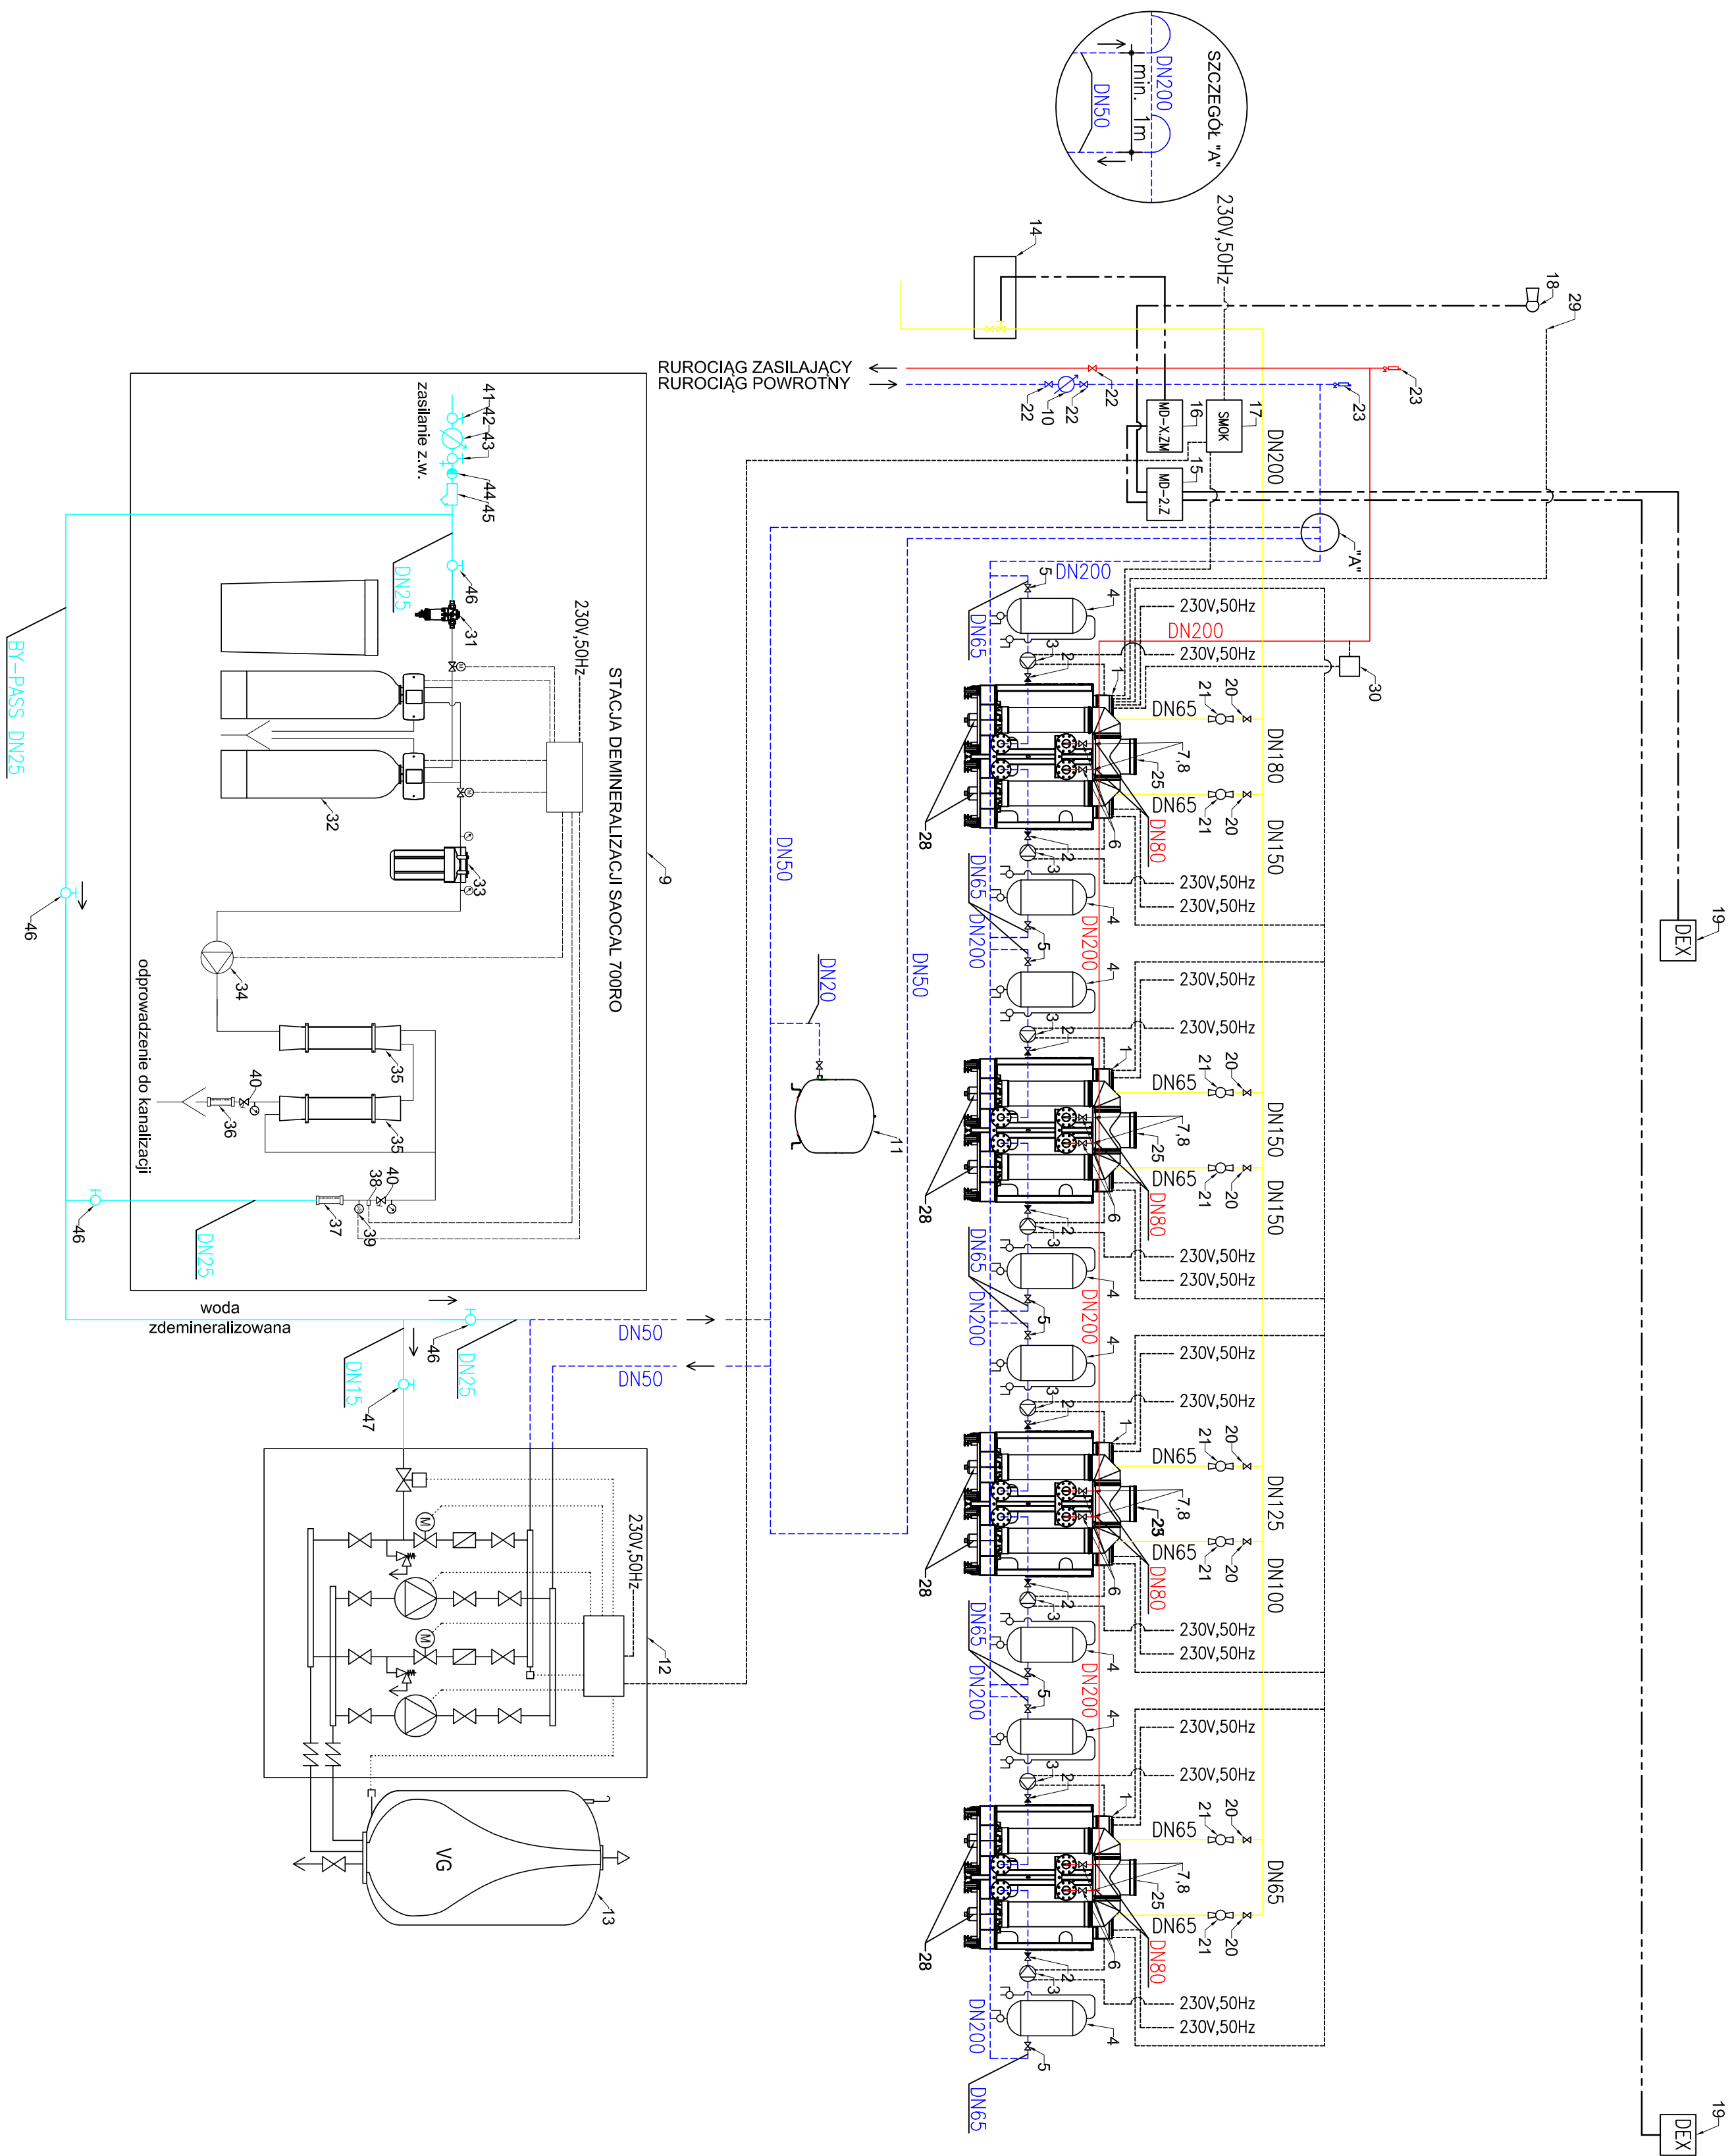 SZCZEGÓŁ "A"
DN200
min. 1m
DN50
230V,50Hz
14
18
29
RUROCIĄG ZASILAJĄCY
RUROCIĄG POWROTNY
22
10
22
22
23
23
16
MD-X.ZM
17
SMOK
15
MD-2.Z
DN200
"A"
19
DEX
19
DEX
30
5
DN200
DN65
4
3
2
1
230V,50Hz
DN200
230V,50Hz
DN65
21
20
DN180
7,8
25
DN65
21
20
DN150
6
DN80
28
2
3
230V,50Hz
230V,50Hz
DN65
4
5
DN200
DN200
4
3
2
1
230V,50Hz
230V,50Hz
DN65
21
20
DN150
7,8
25
DN65
21
20
DN150
6
DN80
28
2
3
230V,50Hz
230V,50Hz
DN65
4
5
DN200
DN200
4
3
2
1
230V,50Hz
230V,50Hz
DN65
21
20
DN125
7,8
DN65
21
20
DN100
6
DN80
28
2
3
230V,50Hz
230V,50Hz
DN65
4
5
DN200
DN200
4
3
2
1
230V,50Hz
230V,50Hz
DN65
21
20
DN65
7,8
25
DN65
21
20
6
DN80
28
2
3
230V,50Hz
230V,50Hz
4
5
DN200
DN65
DN50
DN50
DN20
11
STACJA DEMINERALIZACJI SAOCAL 700RO
9
zasilanie z.w.
41
42
43
44
45
DN25
46
31
230V,50Hz
32
33
34
35
35
36
40
odprowadzenie do kanalizacji
37
38
39
40
DN25
46
46
BY-PASS DN25
woda
zdemineralizowana
46
DN25
DN15
47
DN50
DN50
230V,50Hz
12
M
M
VG
13